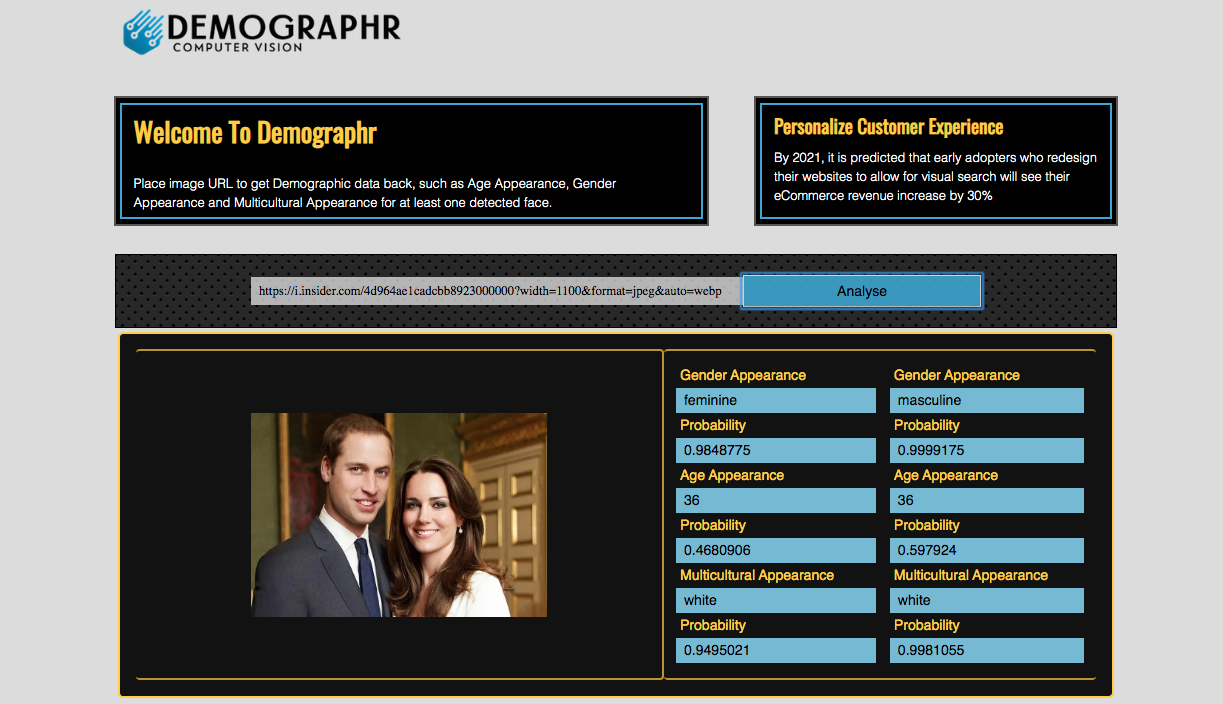 DEMOGRAPHR
COMPUTER VISION
Welcome To Demographr
Place image URL to get Demographic data back, such as Age Appearance, Gender
Appearance and Multicultural Appearance for at least one detected face.
Personalize Customer Experience
By 2021, it is predicted that early adopters who redesign
their websites to allow for visual search will see their
eCommerce revenue increase by 30%
https://i.insider.com/4d964ae1cadcbb8923000000?width=1100&format=jpeg&auto=webp
Analyse
Gender Appearance
feminine
Probability
0.9848775
Age Appearance
36
Probability
0.4680906
Multicultural Appearance
white
Probability
0.9495021
Gender Appearance
masculine
Probability
0.9999175
Age Appearance
36
Probability
0.597924
Multicultural Appearance
white
Probability
0.9981055